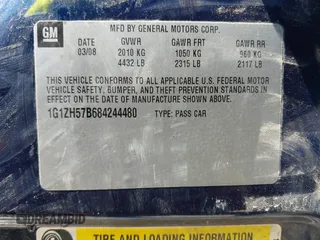 GM
MFD BY GENERAL MOTORS CORP.
DATE GVWR GAWR FRT GAWR RR
03/08 2010 KG 1050 KG 960 KG
4432 LB 2315 LB 2117 LB
THIS VEHICLE CONFORMS TO ALL APPLICABLE U.S. FEDERAL MOTOR
VEHICLE SAFETY, BUMPER, AND THEFT PREVENTION STANDARDS IN
EFFECT ON THE DATE OF MANUFACTURE SHOWN ABOVE.
1G1ZH57B684244480 TYPE: PASS CAR
DREAMBID
TIRE AND LOADING INFORMATION